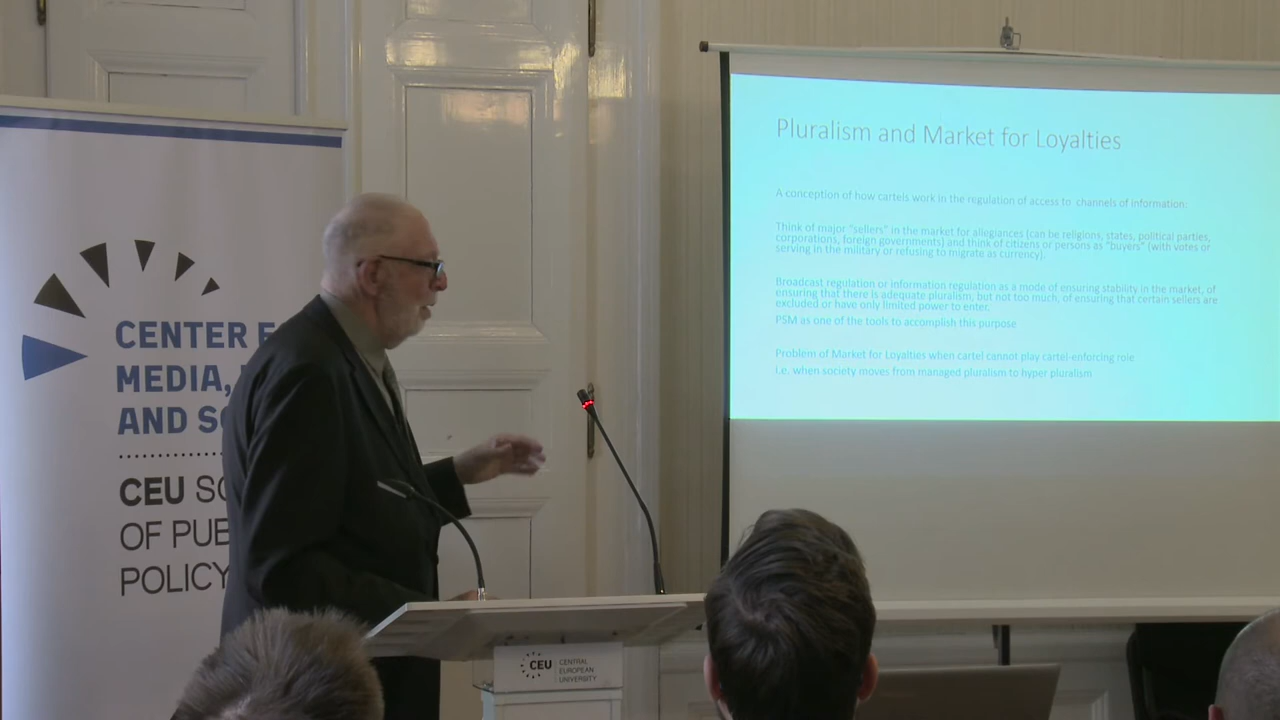 CENTER
MEDIA,
AND
CEU
OF
POLICY
CEU
CENTRAL
EUROPEAN
UNIVERSITY
Pluralism and Market for Loyalties
A conception of how cartels work in the regulation of access to channels of information:
Think of major "sellers" in the market for allegiances (can be religions, states, political parties,
corporations, foreign governments) and think of citizens or persons as "buyers" (with votes or
serving in the military or refusing to migrate as currency).
Broadcast regulation or information regulation as a mode of ensuring stability in the market, of
ensuring that there is adequate pluralism, but not too much, of ensuring that certain sellers are
excluded or have only limited power to enter.
PSM as one of the tools to accomplish this purpose
Problem of Market for Loyalties when cartel cannot play cartel-enforcing role
i.e. when society moves from managed pluralism to hyper pluralism